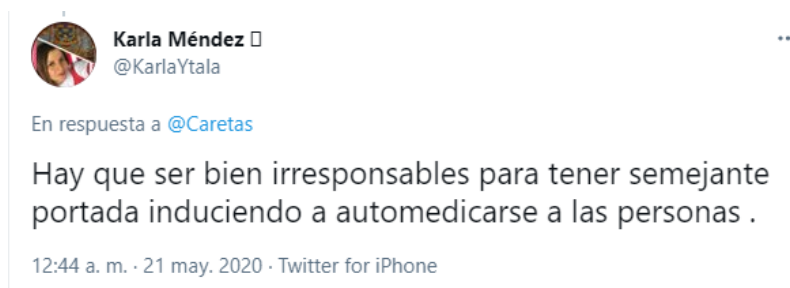 Karla Méndez
@KarlaYtala
En respuesta a @Caretas
Hay que ser bien irresponsables para tener semejante
portada induciendo a automedicarse a las personas .
12:44 a. m. · 21 may. 2020 · Twitter for iPhone